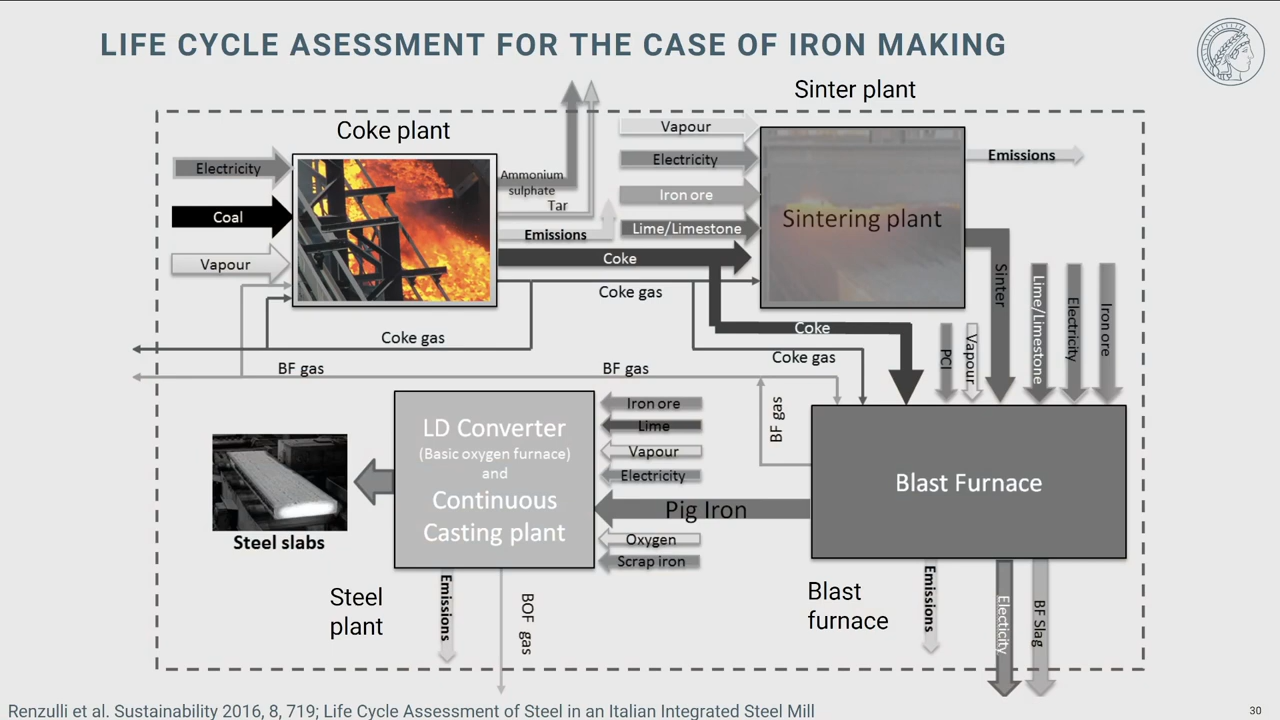 LIFE CYCLE ASESSMENT FOR THE CASE OF IRON MAKING
Sinter plant
Coke plant
Electricity
Coal
Vapour
Ammonium
sulphate
Tar
Emissions
Coke
Coke gas
Vapour
Electricity
Iron ore
Lime/Limestone
Sintering plant
Emissions
Sinter
Lime/Limestone
Electricity
Iron ore
Coke
Coke gas
PCI
Vapour
Coke gas
BF gas
BF gas
BF gas
LD Converter
(Basic oxygen furnace)
and
Continuous
Casting plant
Iron ore
Lime
Vapour
Electricity
Pig Iron
Oxygen
Scrap iron
Blast Furnace
Steel slabs
Steel
plant
Emissions
BOF gas
Blast
furnace
Emissions
Electicity
BF Slag
Renzulli et al. Sustainability 2016, 8, 719; Life Cycle Assessment of Steel in an Italian Integrated Steel Mill
30